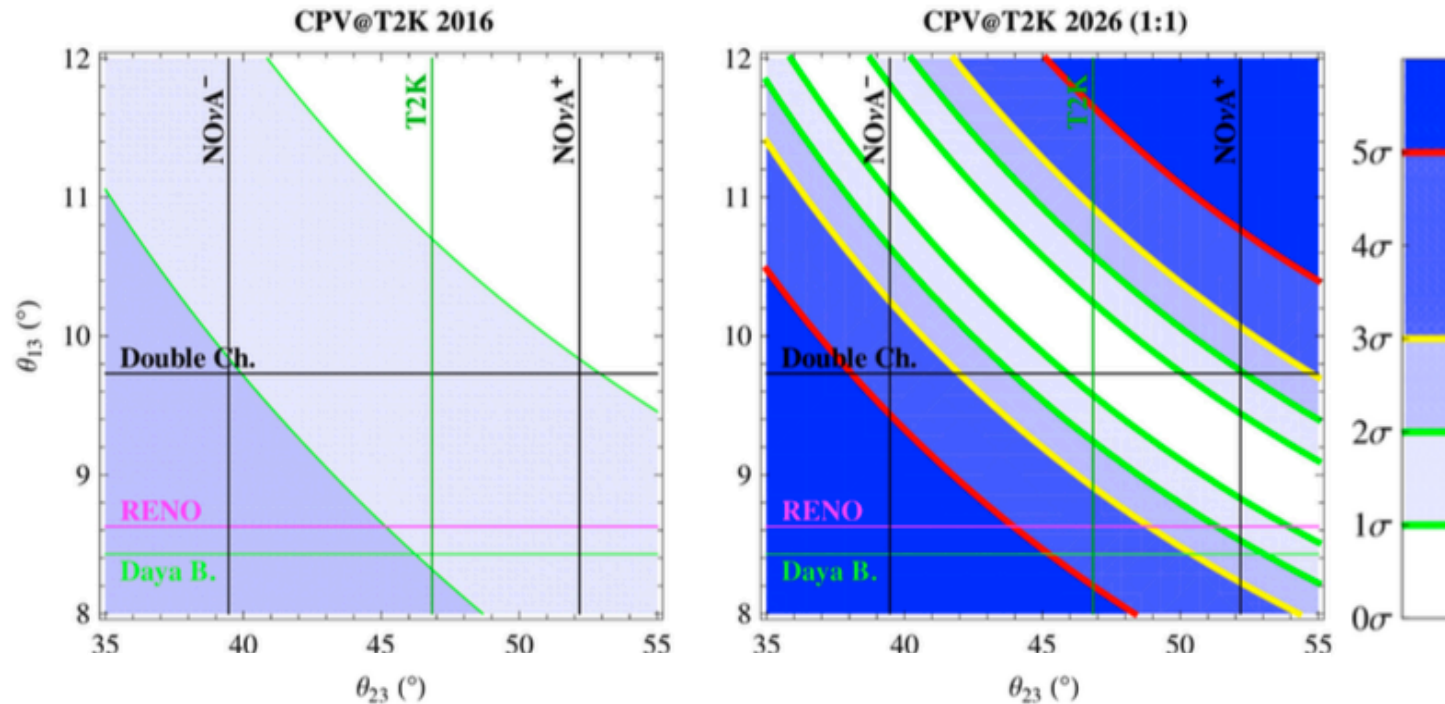 CPV@T2K 2016
12
11
10
9
8
θ13 (°)
NOνA−
T2K
NOνA+
Double Ch.
RENO
Daya B.
35 40 45 50 55
θ23 (°)
CPV@T2K 2026 (1:1)
12
11
10
9
8
NOνA−
T2K
NOνA+
Double Ch.
RENO
Daya B.
35 40 45 50 55
θ23 (°)
5σ
4σ
3σ
2σ
1σ
0σ